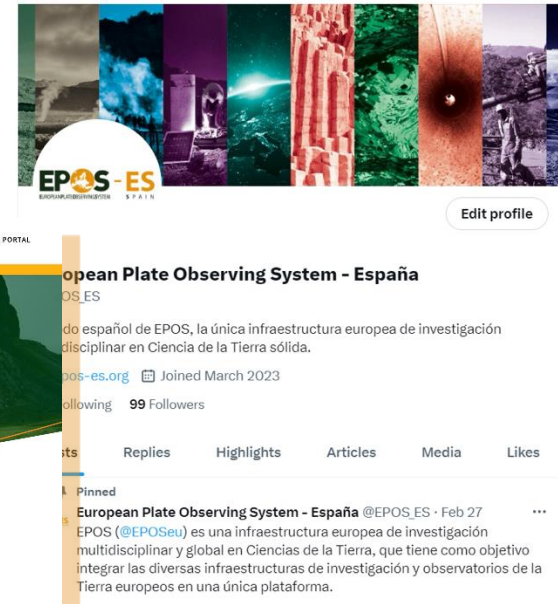 EPOS-ES
EUROPEAN PLATE OBSERVING SYSTEM SPAIN
Edit profile
PORTAL
opean Plate Observing System - España
OS_ES
do español de EPOS, la única infraestructura europea de investigación
disciplinar en Ciencia de la Tierra sólida.
pos-es.org Joined March 2023
ollowing 99 Followers
sts Replies Highlights Articles Media Likes
Pinned
European Plate Observing System - España @EPOS_ES · Feb 27
EPOS (@EPOSeu) es una infraestructura europea de investigación
multidisciplinar y global en Ciencias de la Tierra, que tiene como objetivo
integrar las diversas infraestructuras de investigación y observatorios de la
Tierra europeos en una única plataforma.